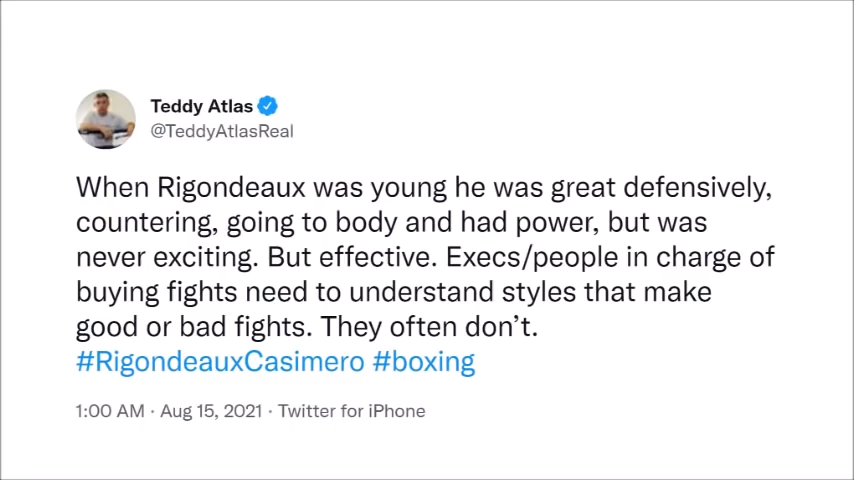 Teddy Atlas
@TeddyAtlasReal
When Rigondeaux was young he was great defensively,
countering, going to body and had power, but was
never exciting. But effective. Execs/people in charge of
buying fights need to understand styles that make
good or bad fights. They often don’t.
#RigondeauxCasimero #boxing
1:00 AM · Aug 15, 2021 · Twitter for iPhone